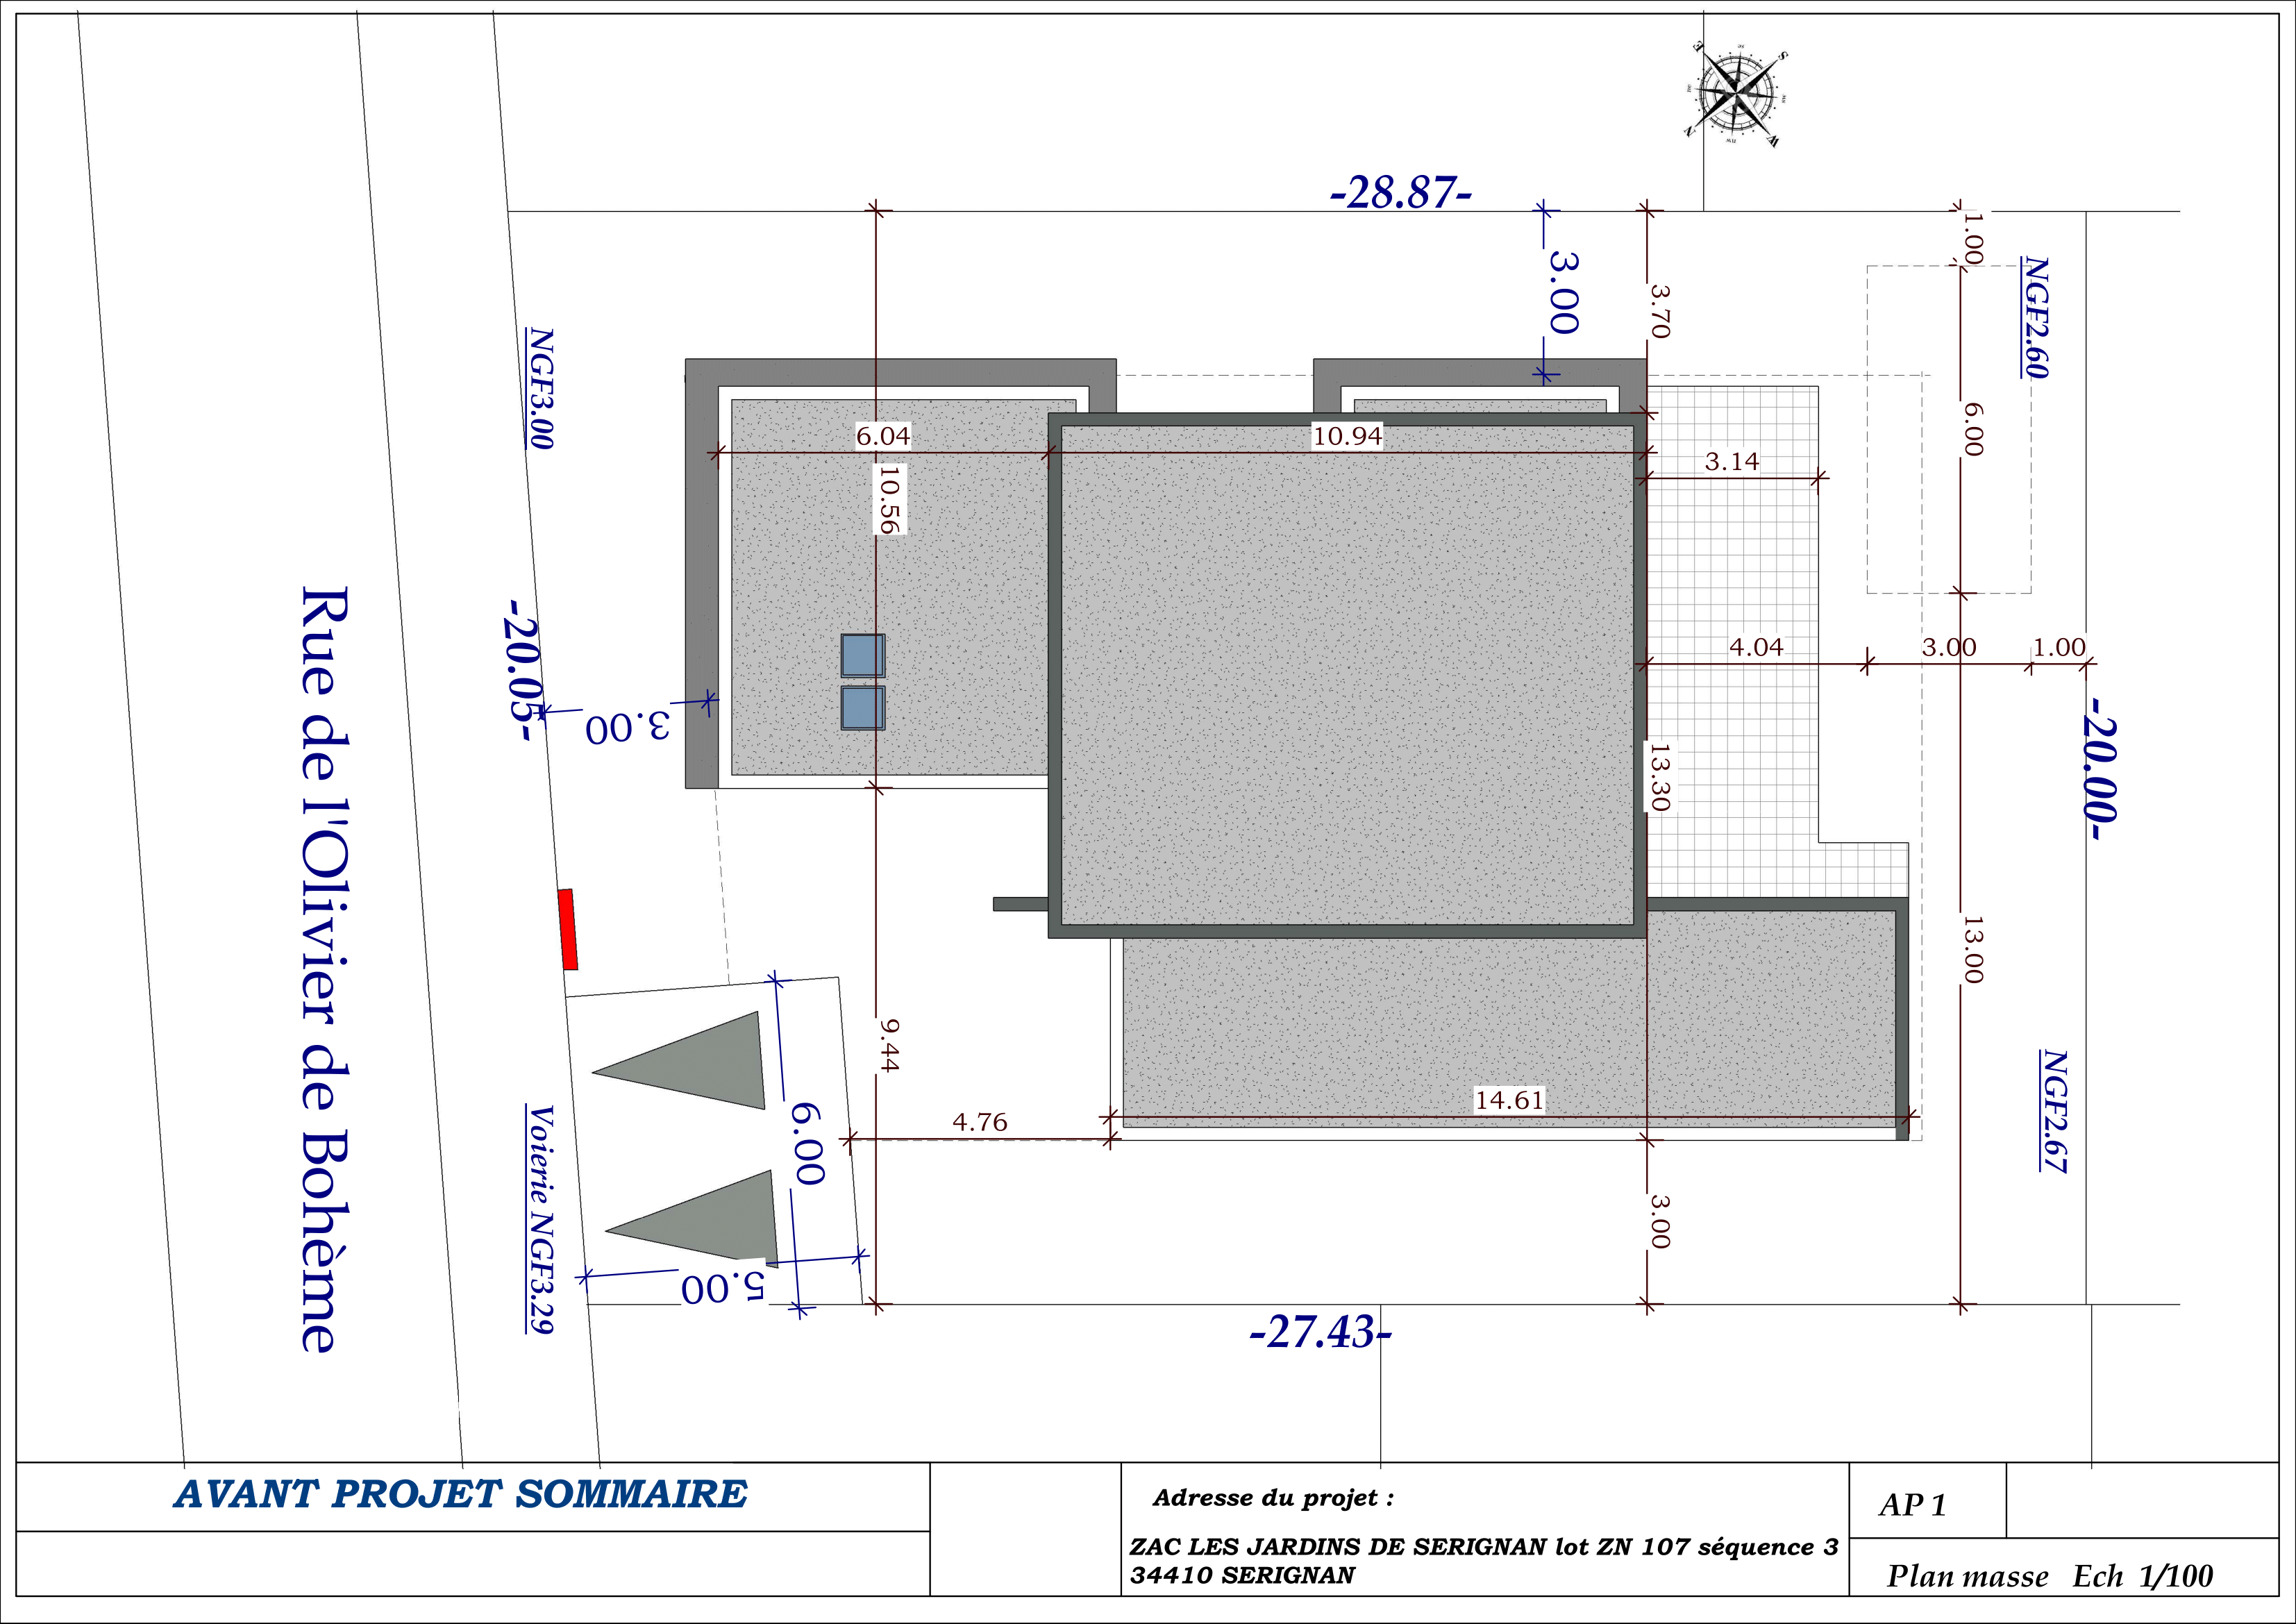 E
S
N
W
-28.87-
1.00
3.00
3.70
NGF2.60
NGF3.00
6.04
10.94
10.56
3.14
6.00
Rue de l'Olivier de Bohème
-20.05-
3.00
4.04
3.00
1.00
13.30
-20.00-
13.00
9.44
NGF2.67
Voierie NGF3.29
6.00
4.76
14.61
3.00
5.00
-27.43-
AVANT PROJET SOMMAIRE
Adresse du projet :
ZAC LES JARDINS DE SERIGNAN lot ZN 107 séquence 3
34410 SERIGNAN
AP 1
Plan masse Ech 1/100